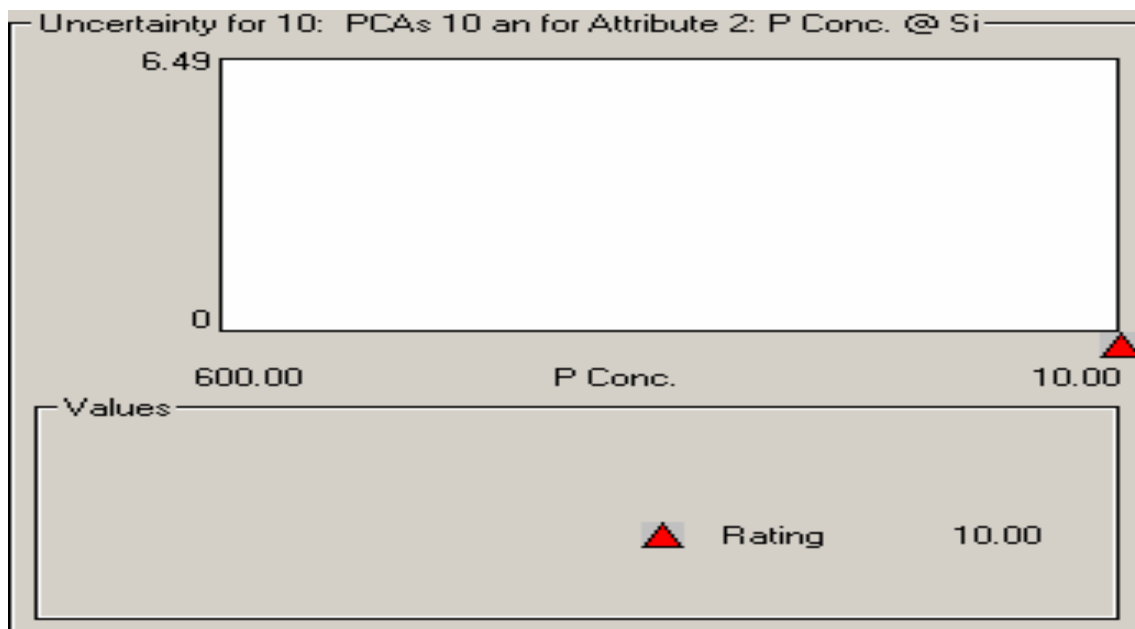 Uncertainty for 10: PCAs 10 an for Attribute 2: P Conc. @ Si
6.49
0
600.00 P Conc. 10.00
Values
Rating 10.00